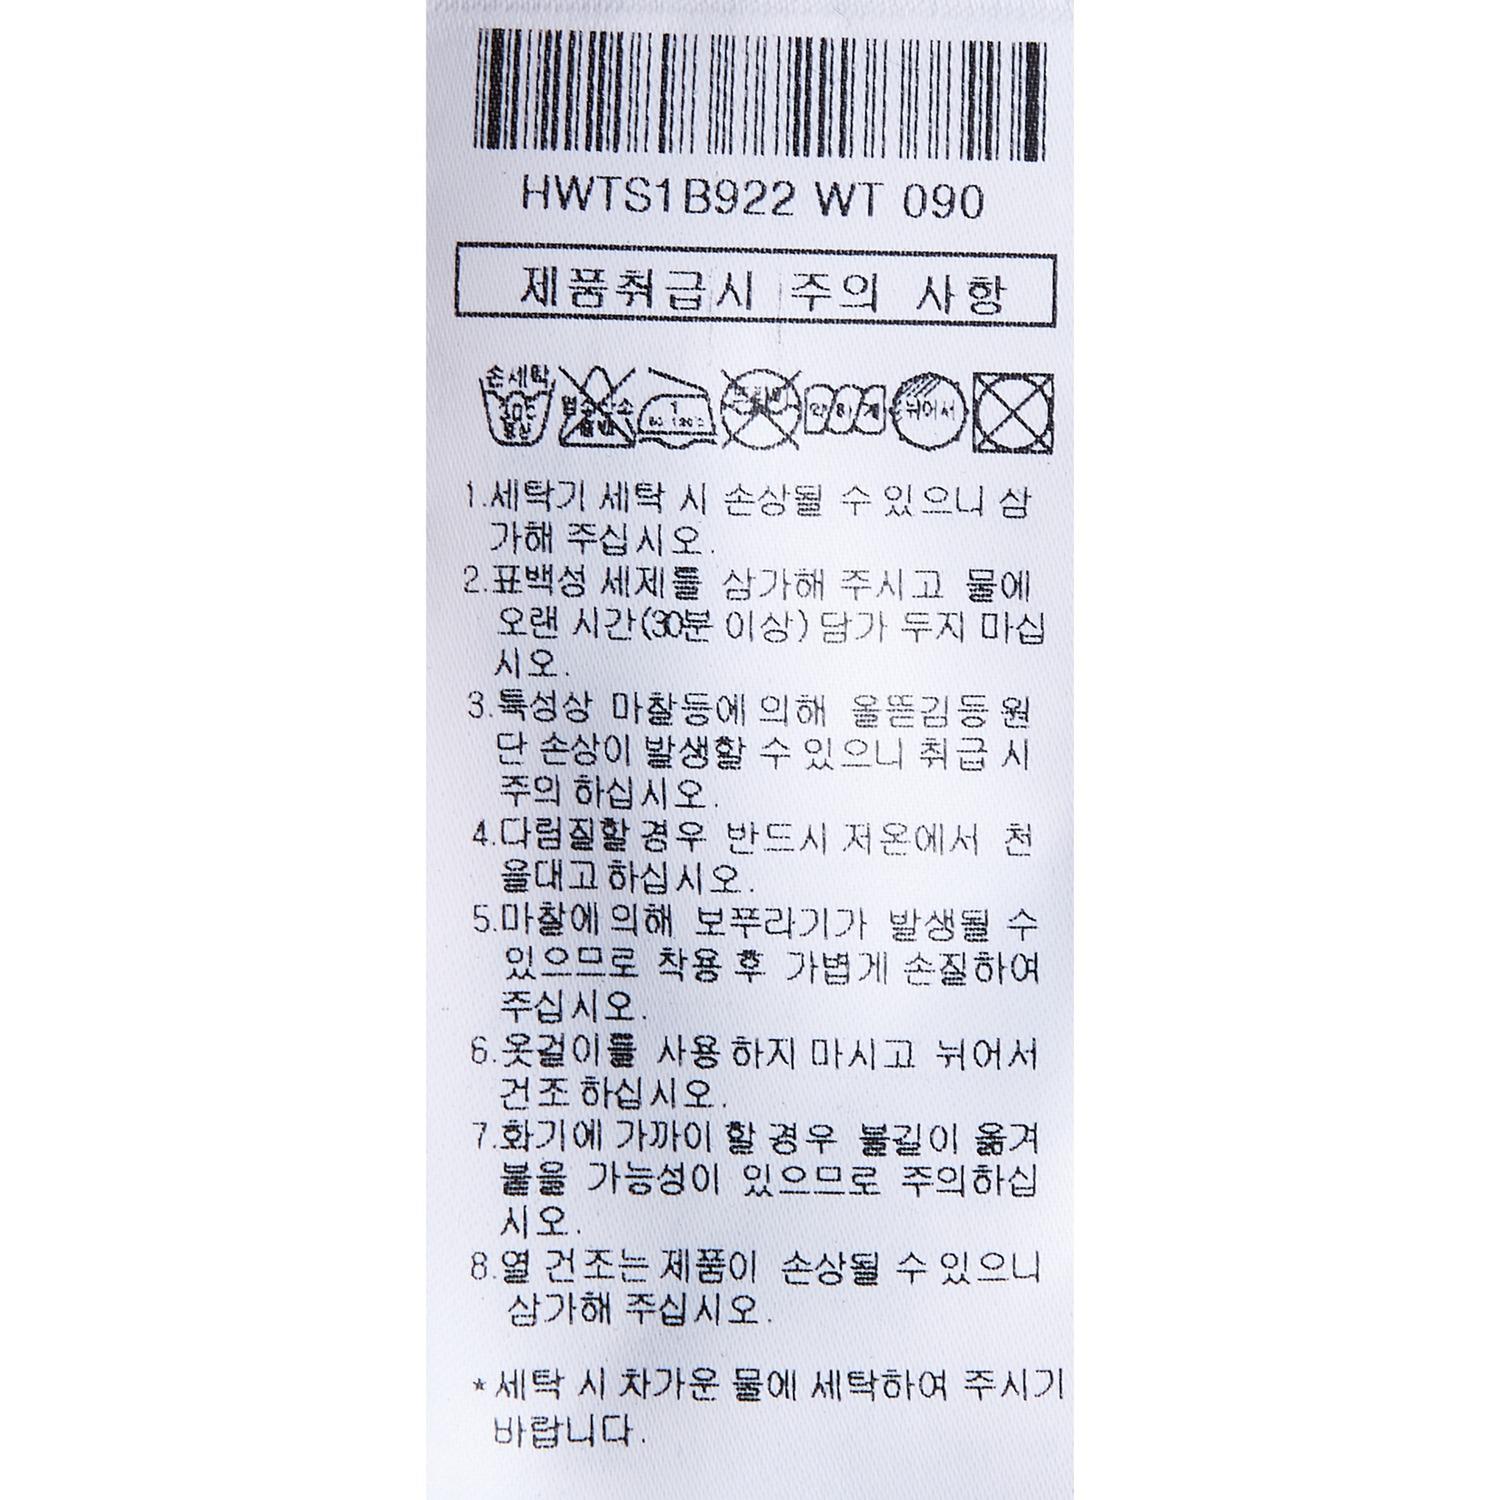 HWTS1B922 WT 090
제품취급시 주의 사항
손세탁 약하게 뉘어서
1.세탁기 세탁 시 손상될 수 있으니 삼
가해 주십시오.
2.표백성 세제를 삼가해 주시고 물에
오랜 시간(30분 이상) 담가 두지 마십
시오.
3.특성상 마찰등에 의해 올뜯김등 원
단 손상이 발생할 수 있으니 취급 시
주의 하십시오.
4.다림질할 경우 반드시 저온에서 천
을대고 하십시오.
5.마찰에 의해 보푸라기가 발생될 수
있으므로 착용 후 가볍게 손질하여
주십시오.
6.옷걸이를 사용 하지 마시고 뉘어서
건조 하십시오.
7.화기에 가까이 할 경우 불길이 옮겨
붙을 가능성이 있으므로 주의하십
시오.
8.열 건조는 제품이 손상될 수 있으니
삼가해 주십시오.
*세탁 시 차가운 물에 세탁하여 주시기
바랍니다.